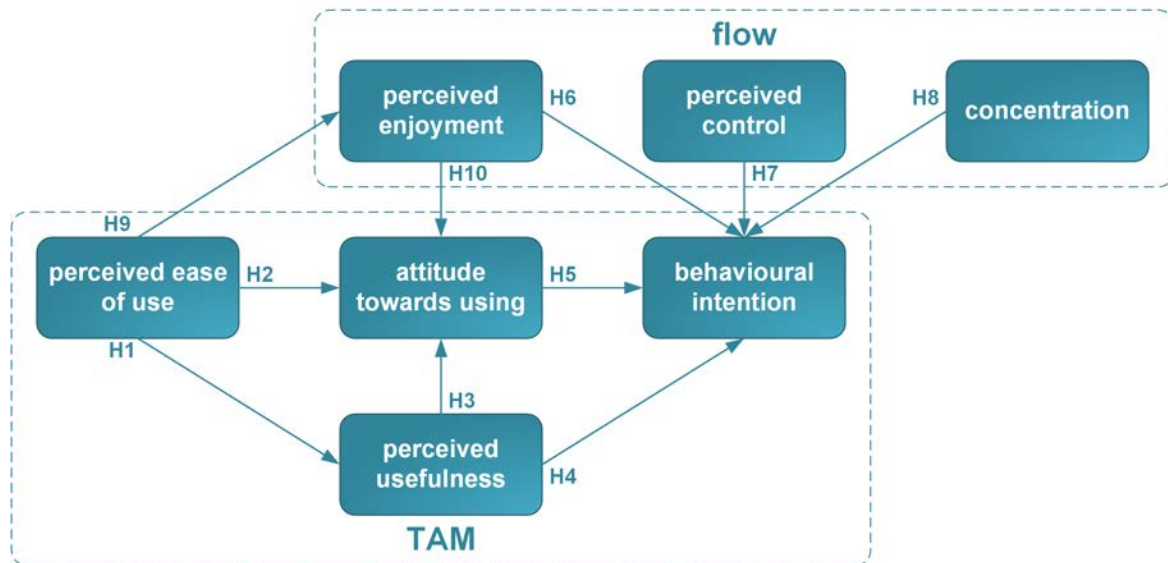 flow
perceived
enjoyment
H6
perceived
control
H8
concentration
H10
H7
H9
perceived ease
of use
H2
attitude
towards using
H5
behavioural
intention
H1
H3
perceived
usefulness
H4
TAM